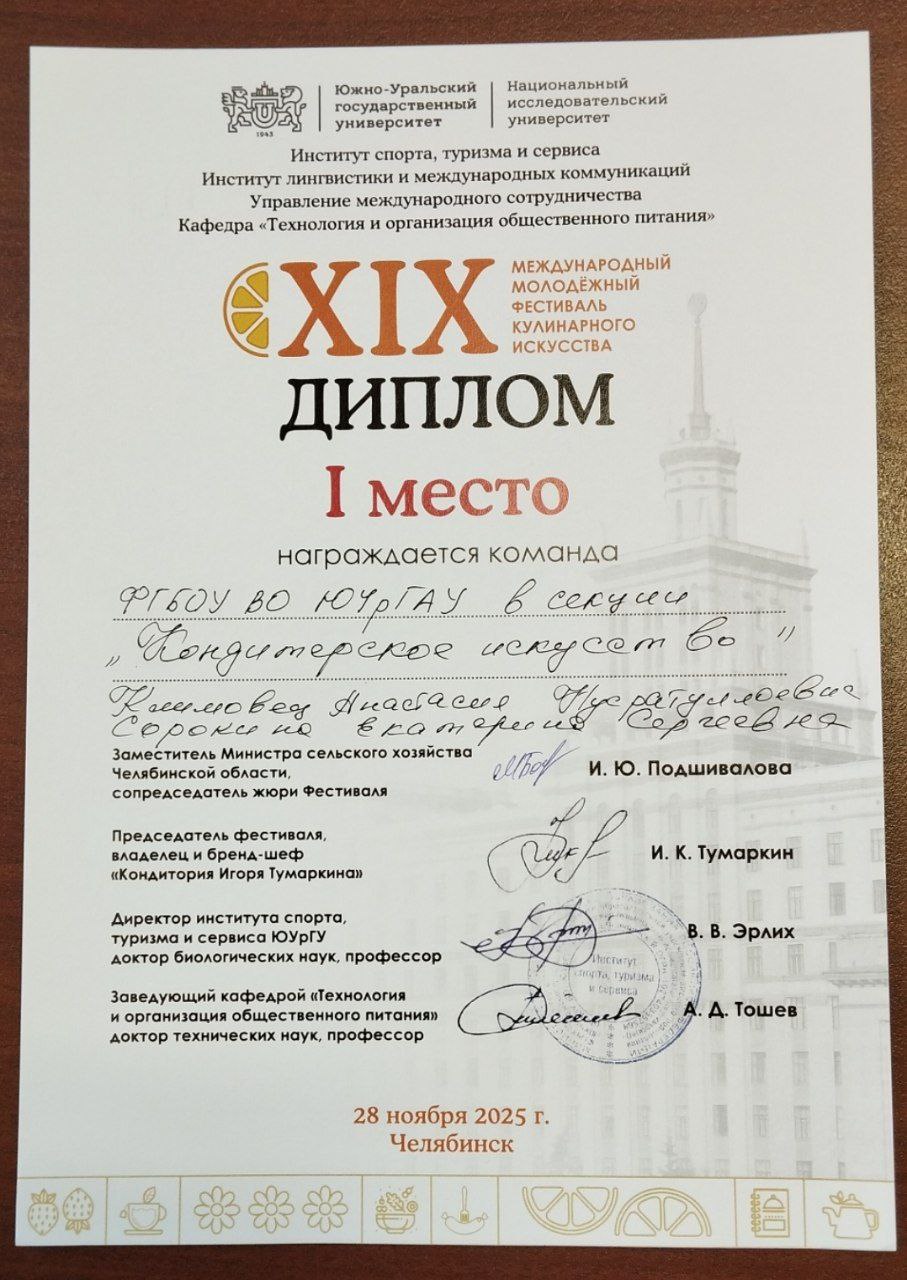 Южно-Уральский
государственный
университет
Национальный
исследовательский
университет
1943
Институт спорта, туризма и сервиса
Институт лингвистики и международных коммуникаций
Управление международного сотрудничества
Кафедра «Технология и организация общественного питания»
XIX
МЕЖДУНАРОДНЫЙ
МОЛОДЁЖНЫЙ
ФЕСТИВАЛЬ
КУЛИНАРНОГО
ИСКУССТВА
ДИПЛОМ
I место
награждается команда
ФГБОУ ВО ЮУрГАУ в секции
„Кондитерское искусство"
Климовец Анастасия Нусратуллоевна
Сорокина Екатерина Сергеевна
Заместитель Министра сельского хозяйства
Челябинской области,
сопредседатель жюри Фестиваля
И. Ю. Подшивалова
Председатель фестиваля,
владелец и бренд-шеф
«Кондитория Игоря Тумаркина»
И. К. Тумаркин
Директор института спорта,
туризма и сервиса ЮУрГУ
доктор биологических наук, профессор
В. В. Эрлих
Институт
спорта, туризма
и сервиса
Заведующий кафедрой «Технология
и организация общественного питания»
доктор технических наук, профессор
А. Д. Тошев
28 ноября 2025 г.
Челябинск